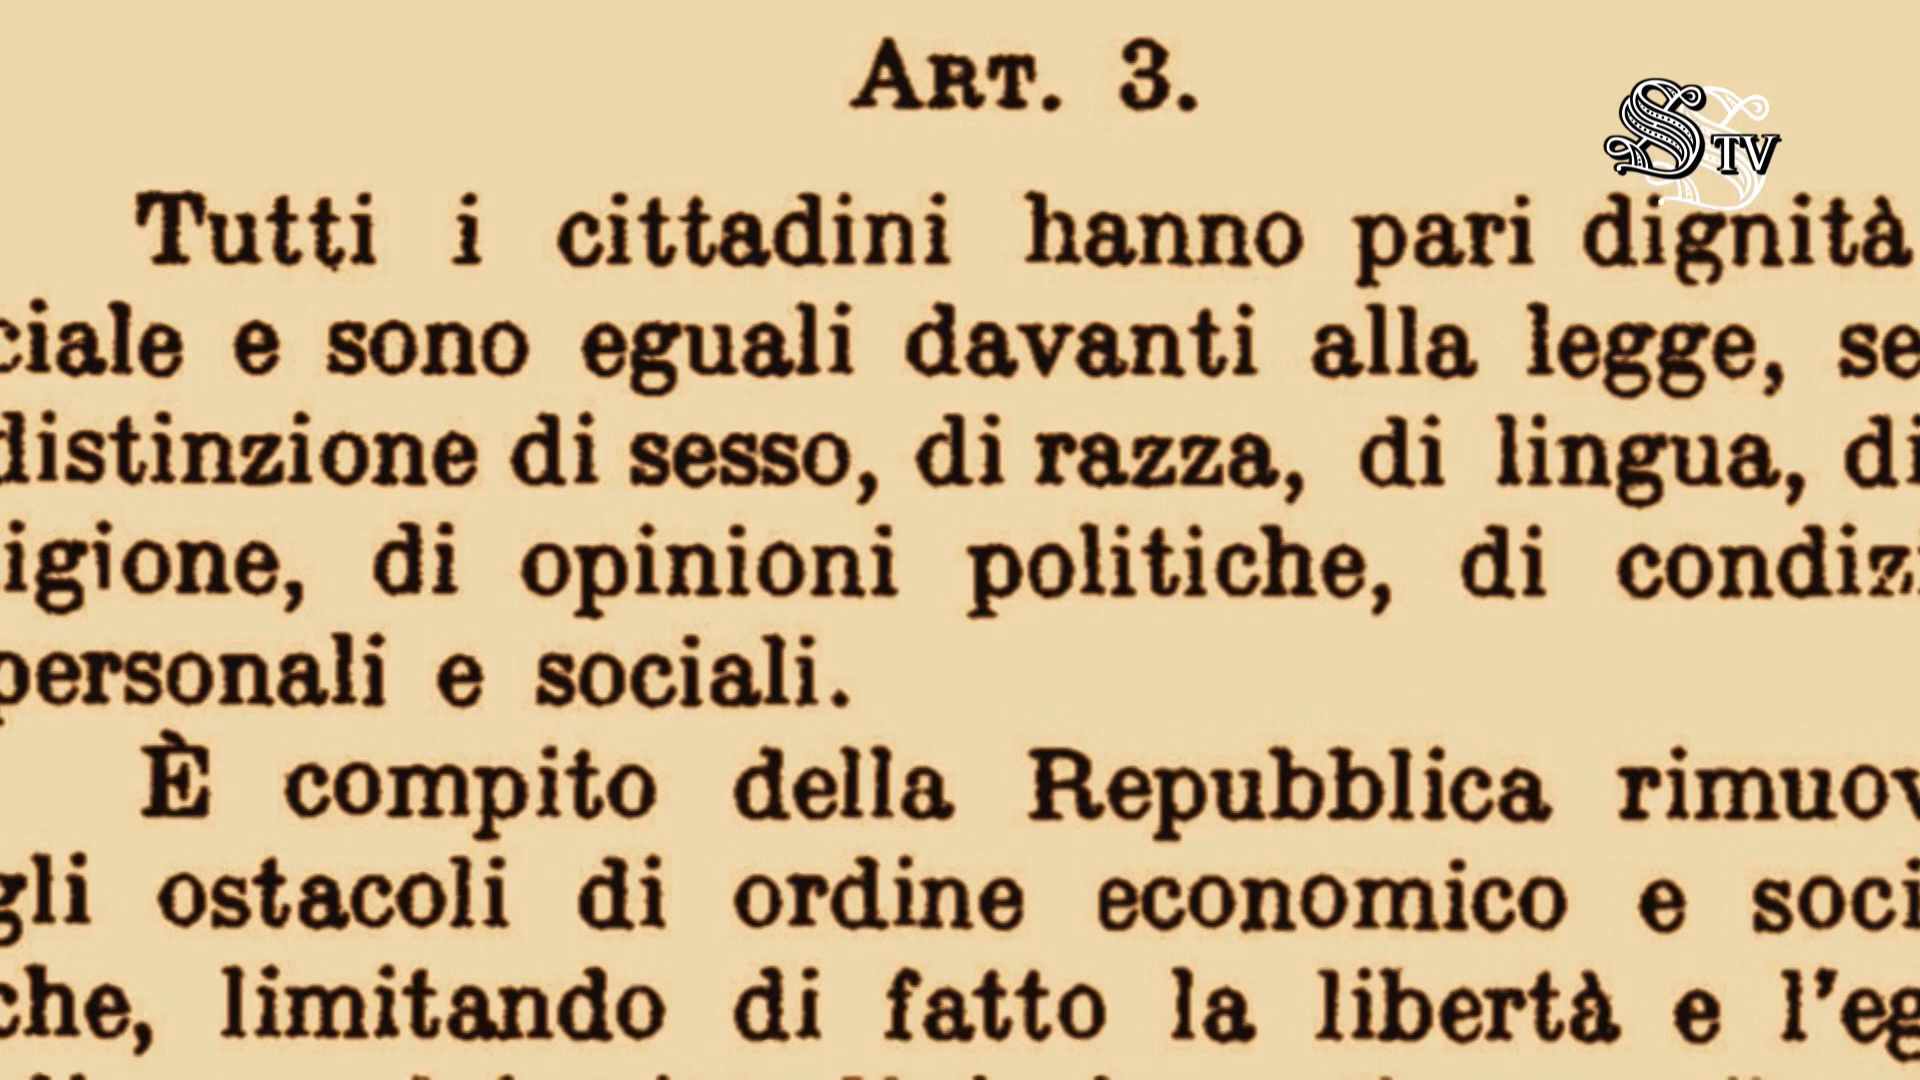 ART. 3.
STV
Tutti i cittadini hanno pari dignità
ciale e sono eguali davanti alla legge, se
distinzione di sesso, di razza, di lingua, di
igione, di opinioni politiche, di condizi
personali e sociali.
È compito della Repubblica rimuov
gli ostacoli di ordine economico e soci
che, limitando di fatto la libertà e l'eg